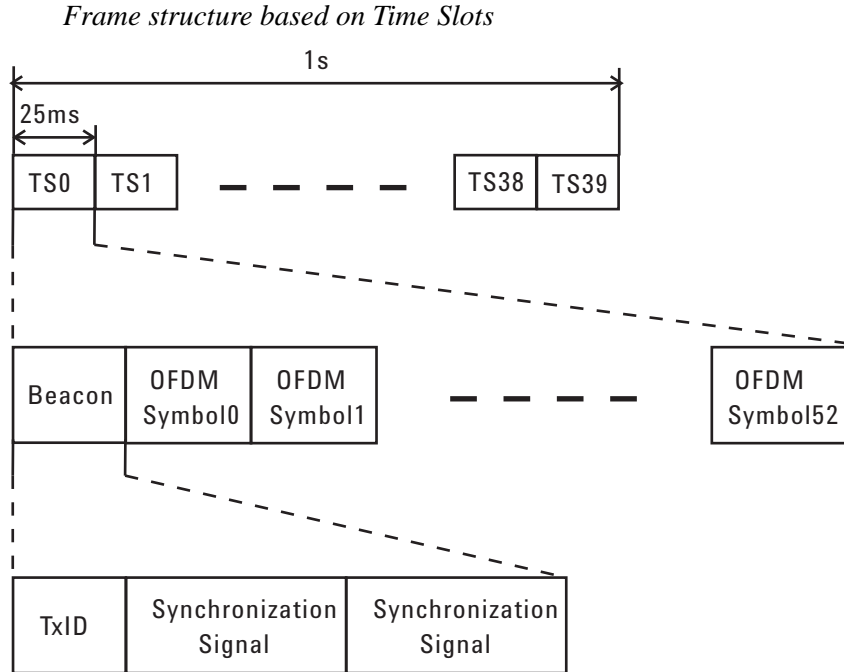 Frame structure based on Time Slots
1s
25ms
TS0 TS1 TS38 TS39
Beacon OFDM Symbol0 OFDM Symbol1 OFDM Symbol52
TxID Synchronization Signal Synchronization Signal